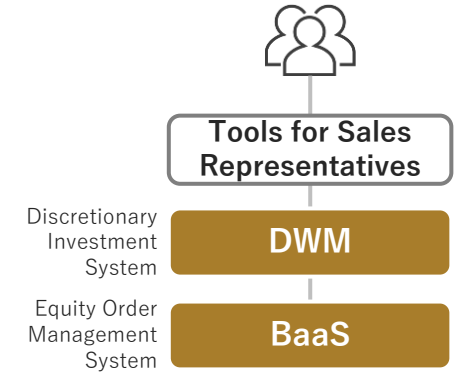 Tools for Sales
Representatives
Discretionary
Investment
System
DWM
Equity Order
Management
System
BaaS